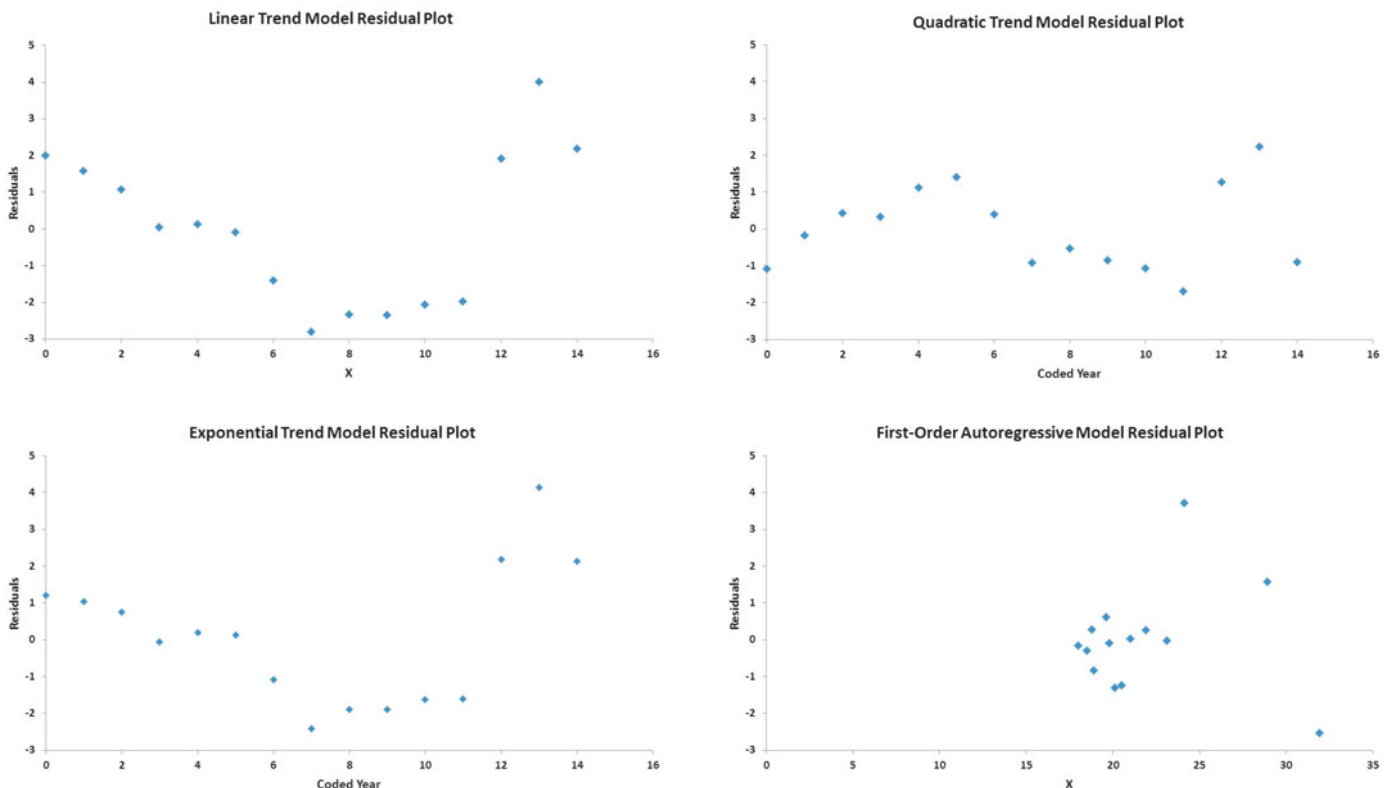 Linear Trend Model Residual Plot
5
4
3
2
1
0
-1
-2
-3
Residuals
0 2 4 6 8 10 12 14 16
X
Quadratic Trend Model Residual Plot
5
4
3
2
1
0
-1
-2
-3
Residuals
0 2 4 6 8 10 12 14 16
Coded Year
Exponential Trend Model Residual Plot
5
4
3
2
1
0
-1
-2
-3
Residuals
0 2 4 6 8 10 12 14 16
Coded Year
First-Order Autoregressive Model Residual Plot
5
4
3
2
1
0
-1
-2
-3
Residuals
0 5 10 15 20 25 30 35
X